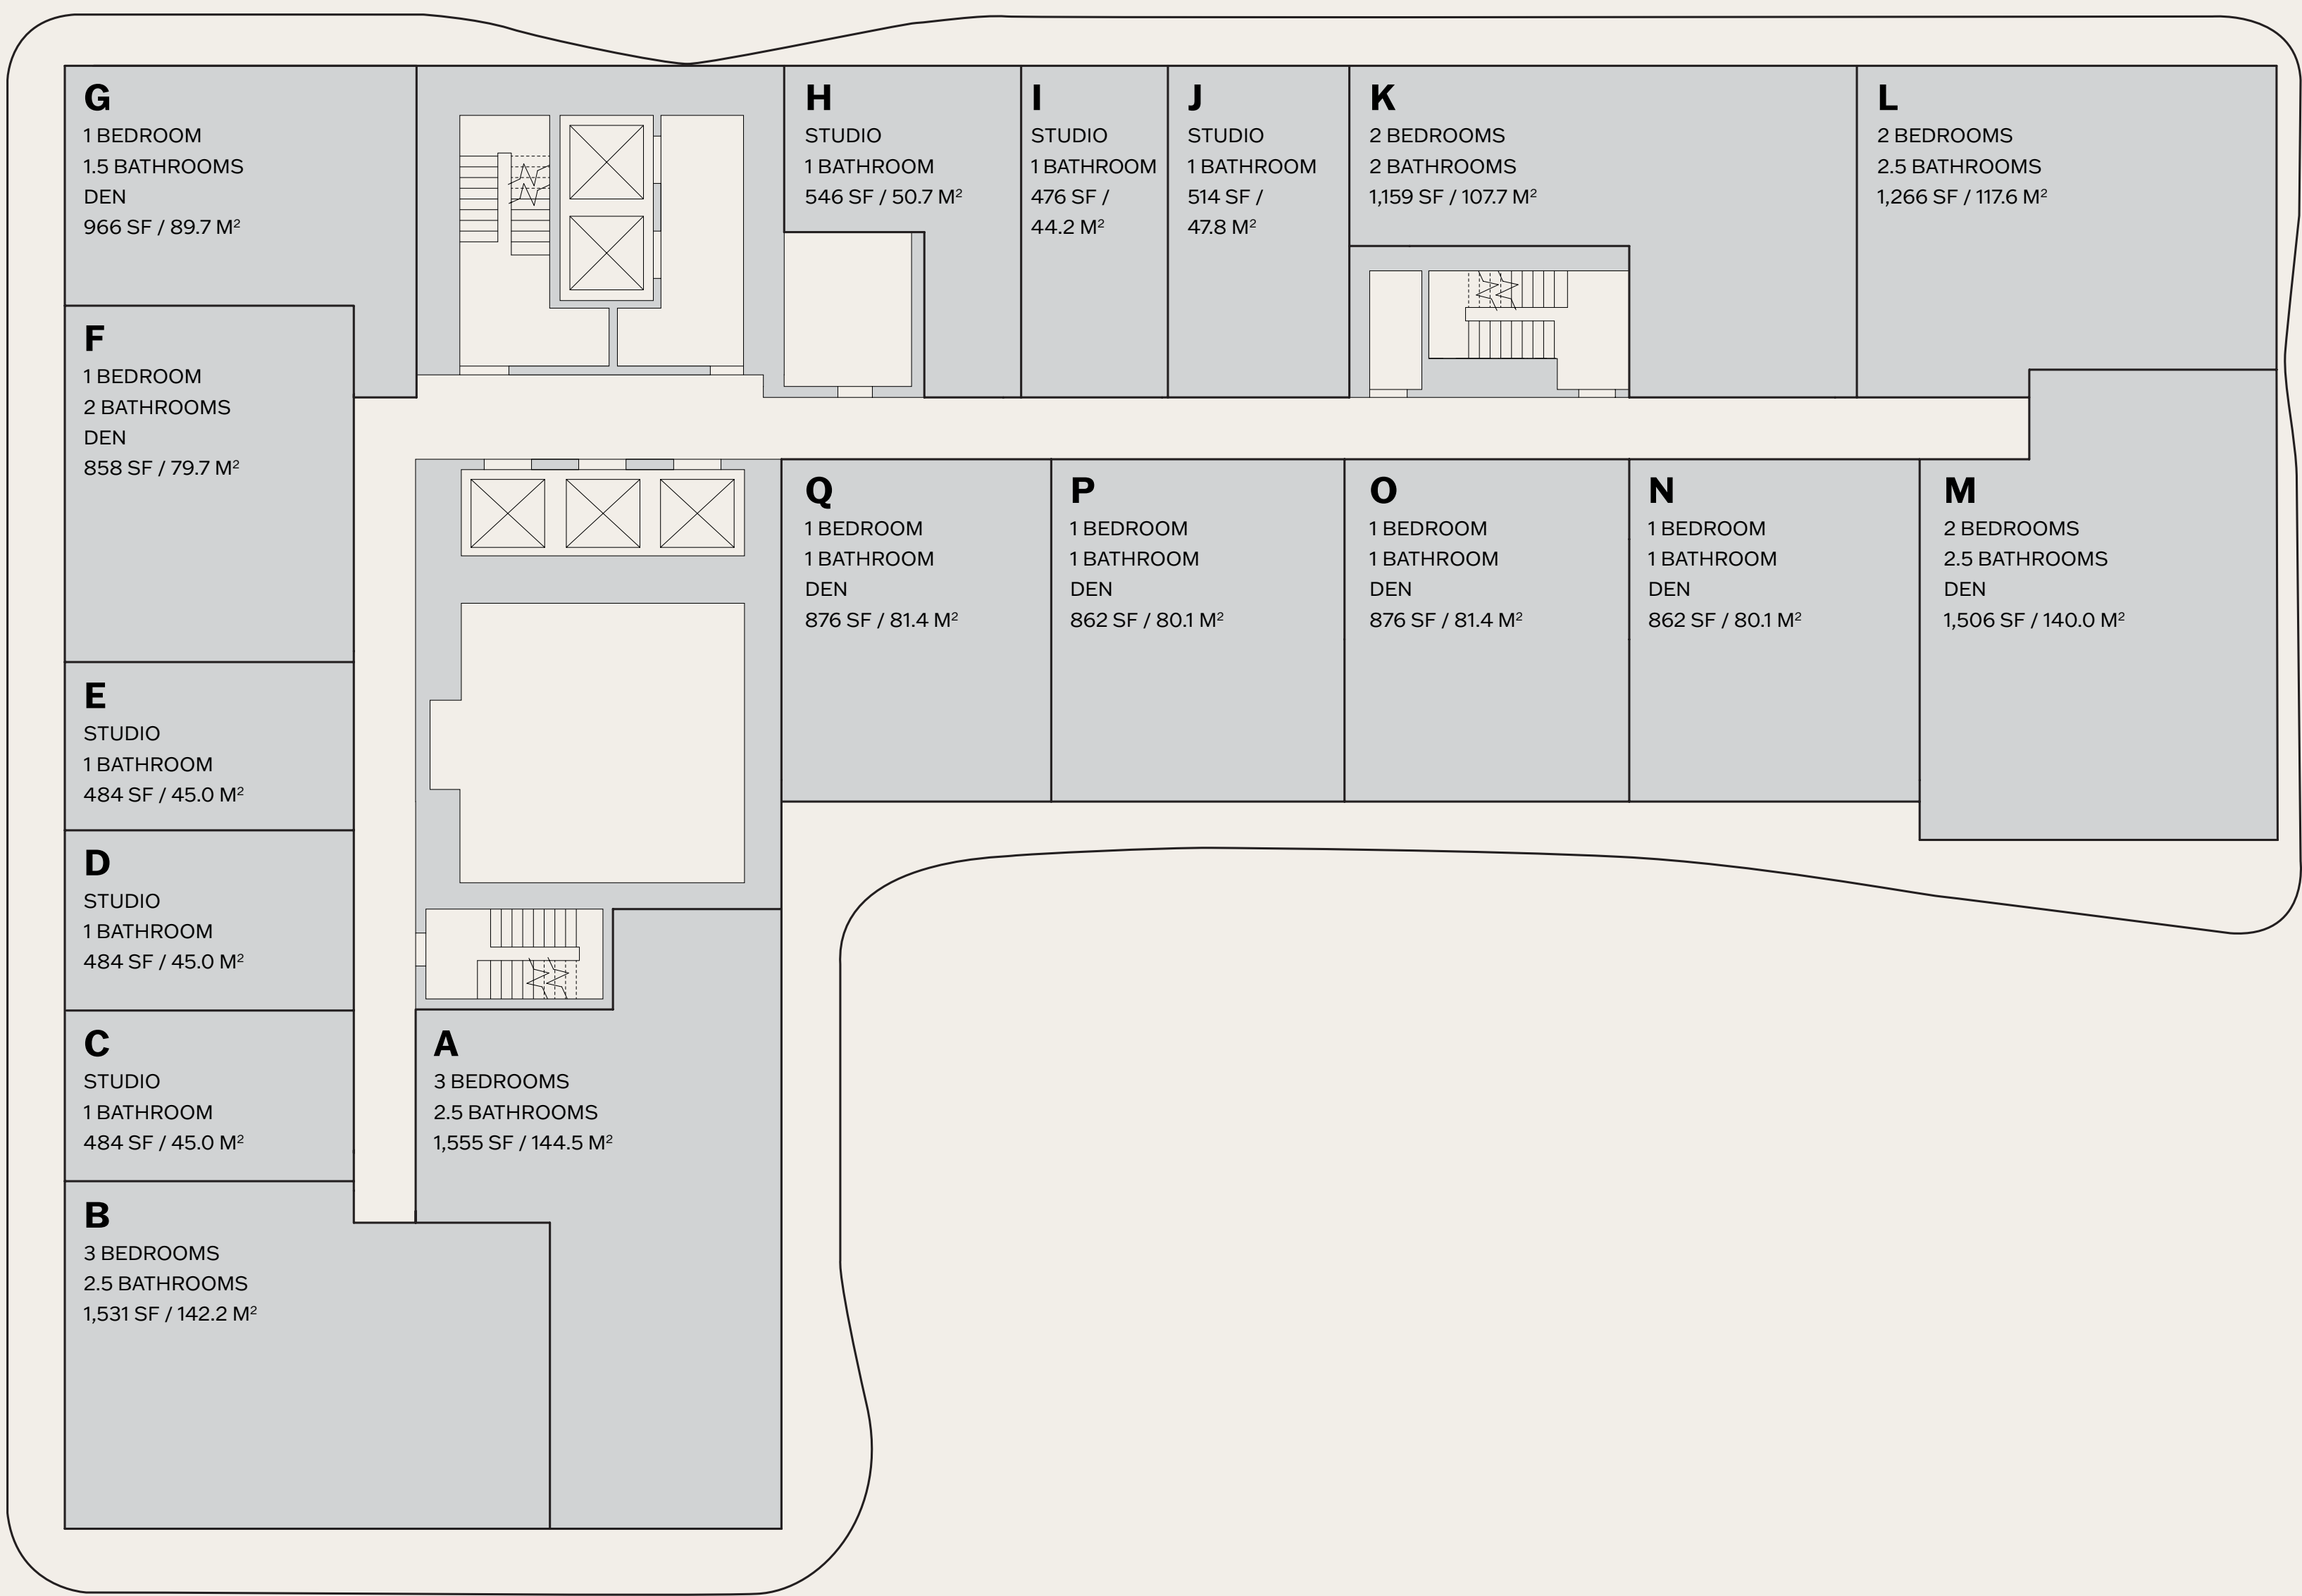 G
1 BEDROOM
1.5 BATHROOMS
DEN
966 SF / 89.7 M²
H
STUDIO
1 BATHROOM
546 SF / 50.7 M²
I
STUDIO
1 BATHROOM
476 SF /
44.2 M²
J
STUDIO
1 BATHROOM
514 SF /
47.8 M²
K
2 BEDROOMS
2 BATHROOMS
1,159 SF / 107.7 M²
L
2 BEDROOMS
2.5 BATHROOMS
1,266 SF / 117.6 M²
F
1 BEDROOM
2 BATHROOMS
DEN
858 SF / 79.7 M²
Q
1 BEDROOM
1 BATHROOM
DEN
876 SF / 81.4 M²
P
1 BEDROOM
1 BATHROOM
DEN
862 SF / 80.1 M²
O
1 BEDROOM
1 BATHROOM
DEN
876 SF / 81.4 M²
N
1 BEDROOM
1 BATHROOM
DEN
862 SF / 80.1 M²
M
2 BEDROOMS
2.5 BATHROOMS
DEN
1,506 SF / 140.0 M²
E
STUDIO
1 BATHROOM
484 SF / 45.0 M²
D
STUDIO
1 BATHROOM
484 SF / 45.0 M²
C
STUDIO
1 BATHROOM
484 SF / 45.0 M²
A
3 BEDROOMS
2.5 BATHROOMS
1,555 SF / 144.5 M²
B
3 BEDROOMS
2.5 BATHROOMS
1,531 SF / 142.2 M²